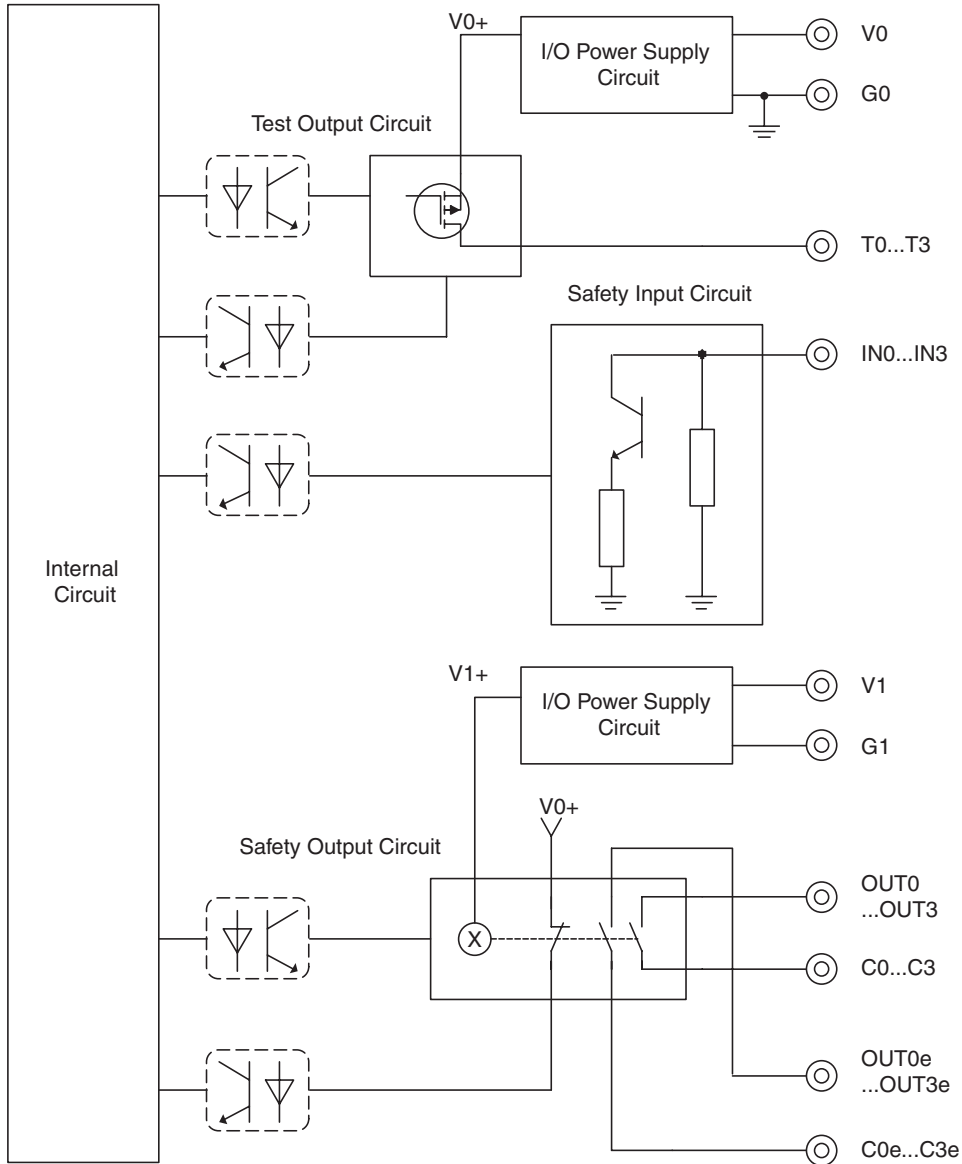 V0+
I/O Power Supply
Circuit
V0
G0
Test Output Circuit
T0...T3
Safety Input Circuit
IN0...IN3
Internal
Circuit
V1+
I/O Power Supply
Circuit
V1
G1
V0+
Safety Output Circuit
X
OUT0
...OUT3
C0...C3
OUT0e
...OUT3e
C0e...C3e